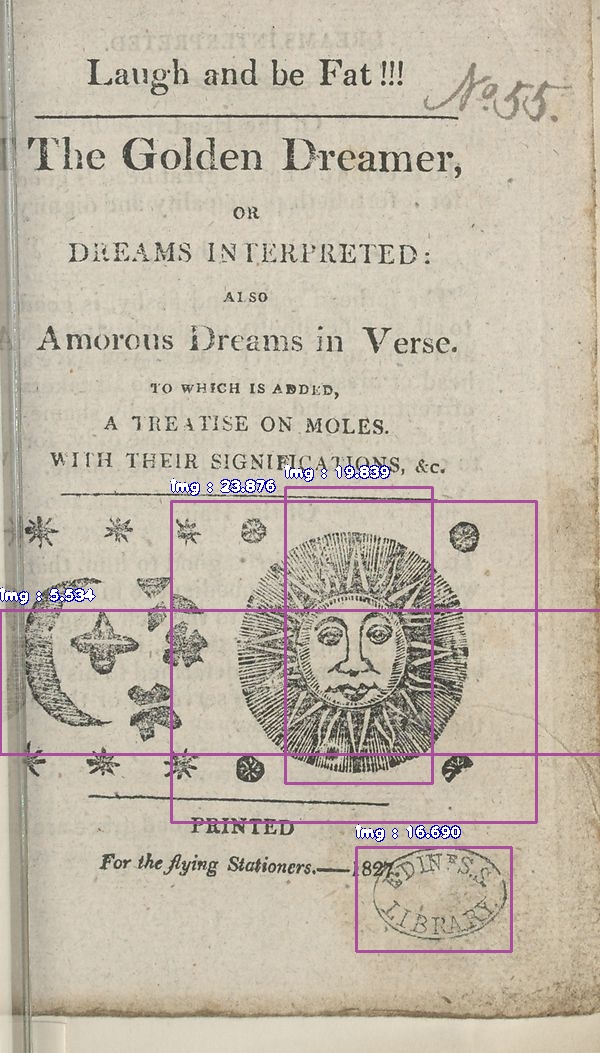 Laugh and be Fat !!!
No. 55.
The Golden Dreamer,
OR
DREAMS INTERPRETED:
ALSO
Amorous Dreams in Verse.
TO WHICH IS ADDED,
A TREATISE ON MOLES.
WITH THEIR SIGNIFICATIONS, &c.
img : 19.839
img : 23.876
img : 5.534
PRINTED
img : 16.690
For the flying Stationers.—1827.
EDINR S.S.
LIBRARY